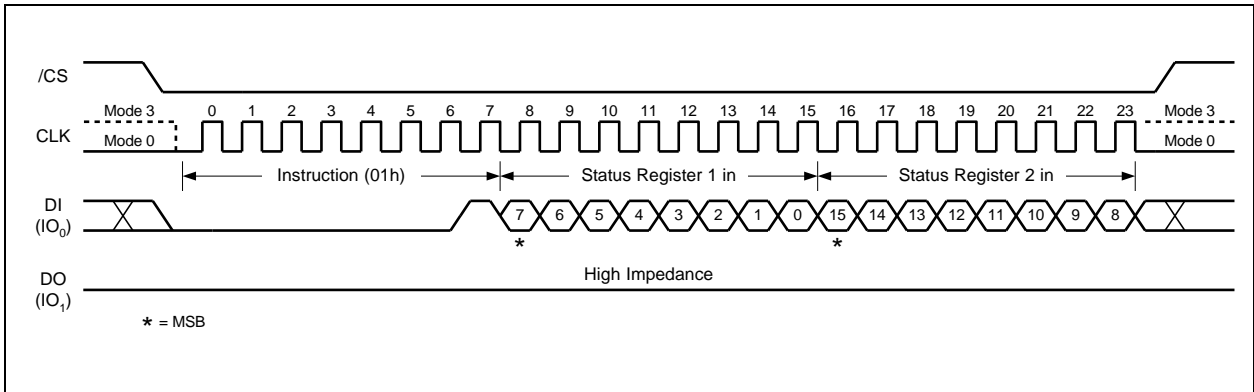 /CS
Mode 3 0 1 2 3 4 5 6 7 8 9 10 11 12 13 14 15 16 17 18 19 20 21 22 23 Mode 3
CLK
Mode 0 Mode 0
Instruction (01h) Status Register 1 in Status Register 2 in
DI
(IO0)
7 6 5 4 3 2 1 0 15 14 13 12 11 10 9 8
* *
High Impedance
DO
(IO1)
* = MSB